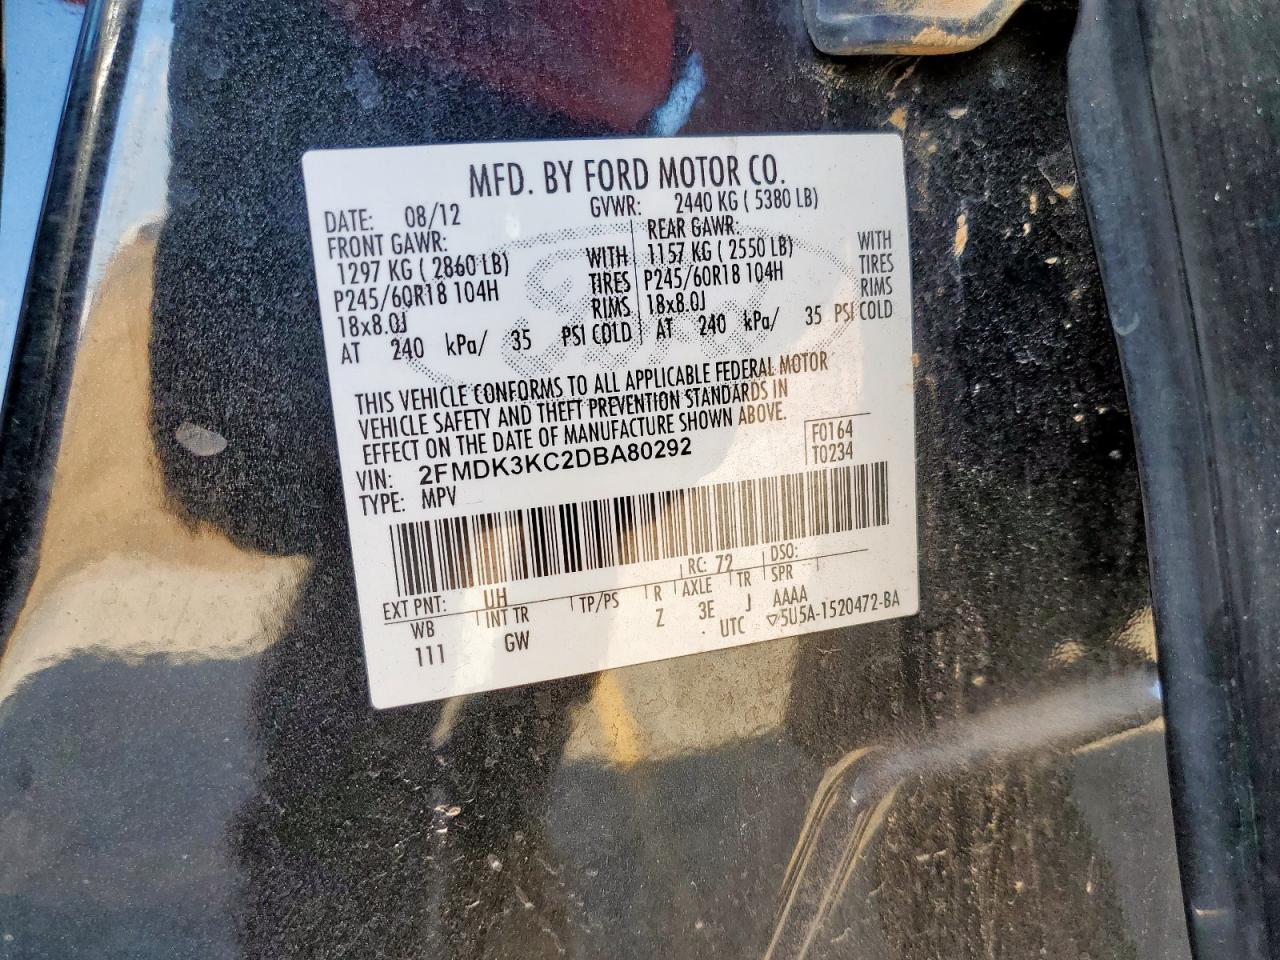 MFD. BY FORD MOTOR CO.
DATE: 08/12 GVWR: 2440 KG ( 5380 LB)
FRONT GAWR: REAR GAWR:
1297 KG ( 2860 LB) WITH 1157 KG ( 2550 LB) WITH
P245/60R18 104H TIRES P245/60R18 104H TIRES
18x8.0J RIMS 18x8.0J RIMS
AT 240 kPa/ 35 PSI COLD AT 240 kPa/ 35 PSI COLD
THIS VEHICLE CONFORMS TO ALL APPLICABLE FEDERAL MOTOR
VEHICLE SAFETY AND THEFT PREVENTION STANDARDS IN
EFFECT ON THE DATE OF MANUFACTURE SHOWN ABOVE.
VIN: 2FMDK3KC2DBA80292 F0164
TYPE: MPV T0234
EXT PNT: UH RC: 72 DSO:
WB INT TR TP/PS R AXLE TR SPR
111 GW Z 3E J AAAA
UTC ▽5U5A-1520472-BA